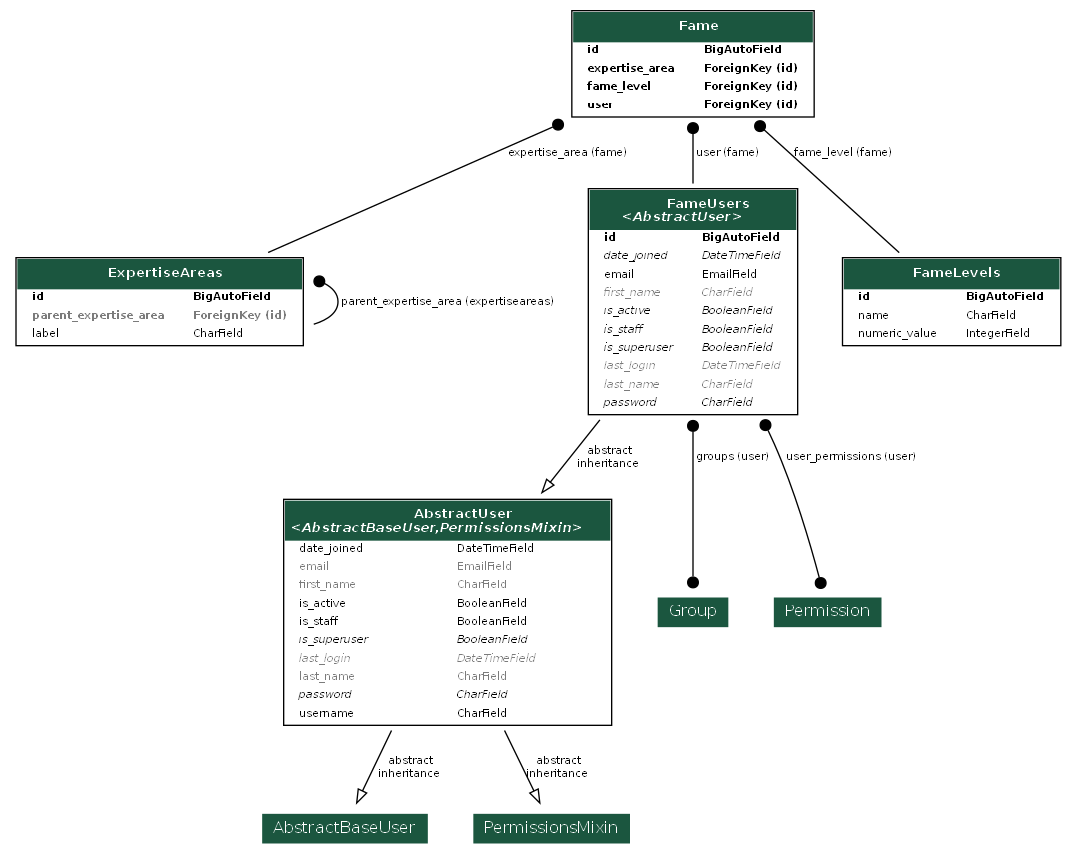 Fame
id BigAutoField
expertise_area ForeignKey (id)
fame_level ForeignKey (id)
user ForeignKey (id)
expertise_area (fame)
user (fame)
fame_level (fame)
ExpertiseAreas
id BigAutoField
parent_expertise_area ForeignKey (id)
label CharField
parent_expertise_area (expertiseareas)
FameUsers
<AbstractUser>
id BigAutoField
date_joined DateTimeField
email EmailField
first_name CharField
is_active BooleanField
is_staff BooleanField
is_superuser BooleanField
last_login DateTimeField
last_name CharField
password CharField
FameLevels
id BigAutoField
name CharField
numeric_value IntegerField
abstract
inheritance
groups (user)
user_permissions (user)
AbstractUser
<AbstractBaseUser,PermissionsMixin>
date_joined DateTimeField
email EmailField
first_name CharField
is_active BooleanField
is_staff BooleanField
is_superuser BooleanField
last_login DateTimeField
last_name CharField
password CharField
username CharField
Group
Permission
abstract
inheritance
abstract
inheritance
AbstractBaseUser
PermissionsMixin